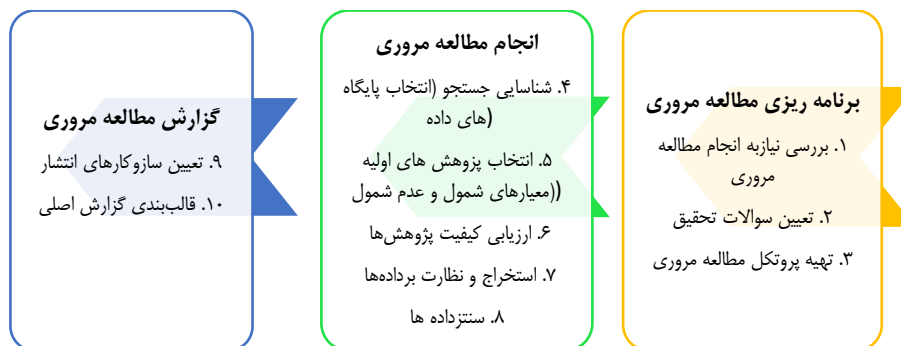 برنامه ریزی مطالعه مروری
۱. بررسی نیازبه انجام مطالعه
مروری
۲. تعیین سوالات تحقیق
۳. تهیه پروتکل مطالعه مروری
انجام مطالعه مروری
۴. شناسایی جستجو (انتخاب پایگاه
(های داده
۵. انتخاب پزوهش های اولیه
((معیارهای شمول و عدم شمول
۶. ارزیابی کیفیت پژوهش‌ها
۷. استخراج و نظارت برداده‌ها
۸. سنتزداده ها
گزارش مطالعه مروری
۹. تعیین سازوکارهای انتشار
۱۰. قالب‌بندی گزارش اصلی